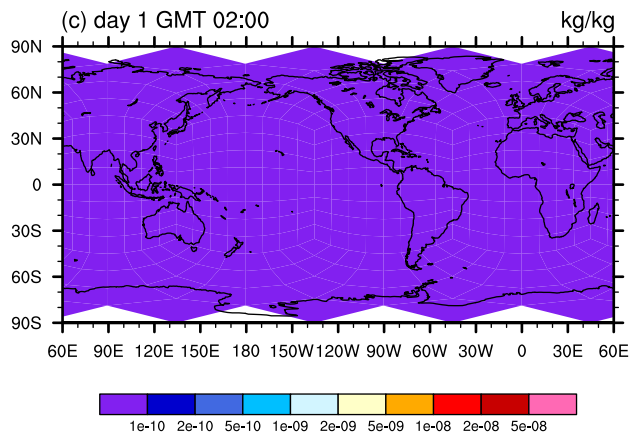 (c) day 1 GMT 02:00 kg/kg
90N
60N
30N
0
30S
60S
90S
60E 90E 120E 150E 180 150W 120W 90W 60W 30W 0 30E 60E
1e-10 2e-10 5e-10 1e-09 2e-09 5e-09 1e-08 2e-08 5e-08